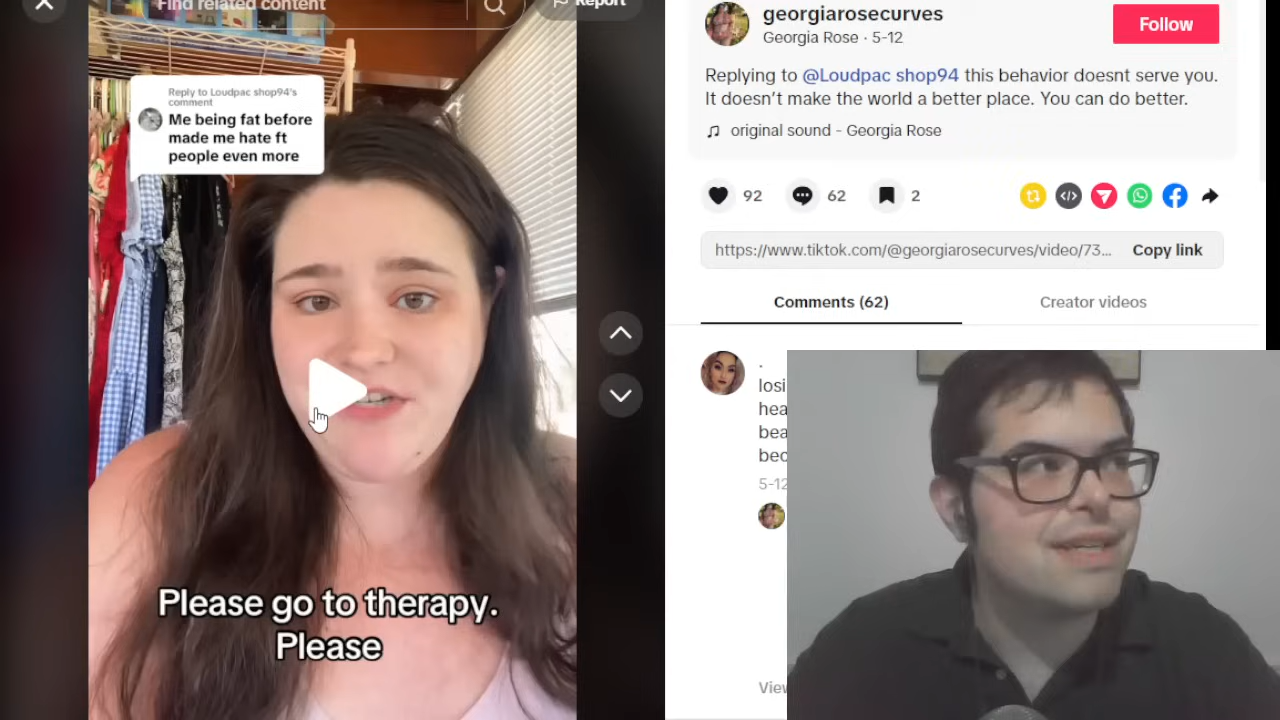 Find related content
Report
Reply to Loudpac shop94's
comment
Me being fat before
made me hate ft
people even more
Please go to therapy.
Please
georgiarosecurves
Georgia Rose · 5-12
Follow
Replying to @Loudpac shop94 this behavior doesnt serve you.
It doesn't make the world a better place. You can do better.
original sound - Georgia Rose
92
62
2
https://www.tiktok.com/@georgiarosecurves/video/73...
Copy link
Comments (62)
Creator videos
.
losi
hea
bea
bec
5-12
View